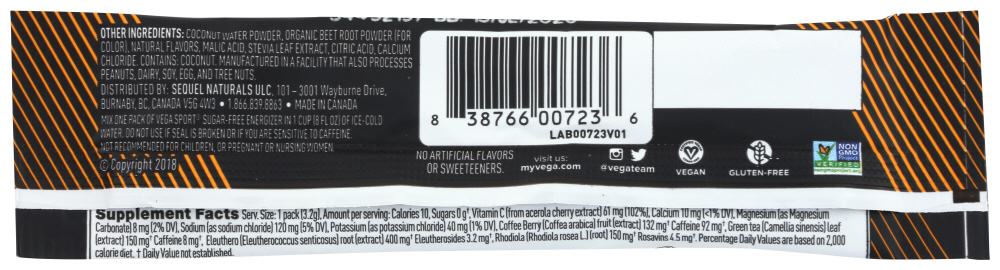 OTHER INGREDIENTS: COCONUT WATER POWDER, ORGANIC BEET ROOT POWDER (FOR
COLOR), NATURAL FLAVORS, MALIC ACID, STEVIA LEAF EXTRACT, CITRIC ACID, CALCIUM
CHLORIDE. CONTAINS: COCONUT. MANUFACTURED IN A FACILITY THAT ALSO PROCESSES
PEANUTS, DAIRY, SOY, EGG, AND TREE NUTS.
DISTRIBUTED BY: SEQUEL NATURALS ULC, 101 – 3001 Wayburne Drive,
BURNABY, BC, CANADA V5G 4W3 • 1.866.839.8863 • MADE IN CANADA
MIX ONE PACK OF VEGA SPORT® SUGAR-FREE ENERGIZER IN 1 CUP (8 FL OZ) OF ICE-COLD
WATER. DO NOT USE IF SEAL IS BROKEN OR IF YOU ARE SENSITIVE TO CAFFEINE.
NOT RECOMMENDED FOR CHILDREN, OR PREGNANT OR NURSING WOMEN.
© Copyright 2018
8 38766 00723 6
LAB00723V01
NO ARTIFICIAL FLAVORS
OR SWEETENERS.
visit us:
myvega.com
@vegateam
VEGAN
GLUTEN-FREE
NON
GMO
Project
VERIFIED
Supplement Facts Serv. Size: 1 pack (3.2g), Amount per serving: Calories 10, Sugars 0 g†, Vitamin C (from acerola cherry extract) 61 mg (102%), Calcium 10 mg (<1% DV), Magnesium (as Magnesium
Carbonate) 8 mg (2% DV), Sodium (as sodium chloride) 120 mg (5% DV), Potassium (as potassium chloride) 40 mg (1% DV), Coffee Berry (Coffea arabica) fruit (extract) 132 mg† Caffeine 92 mg†, Green tea (Camellia sinensis) leaf
(extract) 150 mg† Caffeine 8 mg†, Eleuthero (Eleutherococcus senticosus) root (extract) 400 mg† Eleutherosides 3.2 mg†, Rhodiola (Rhodiola rosea L.) (root) 150 mg† Rosavins 4.5 mg†. Percentage Daily Values are based on 2,000
calorie diet. † Daily Value not established.